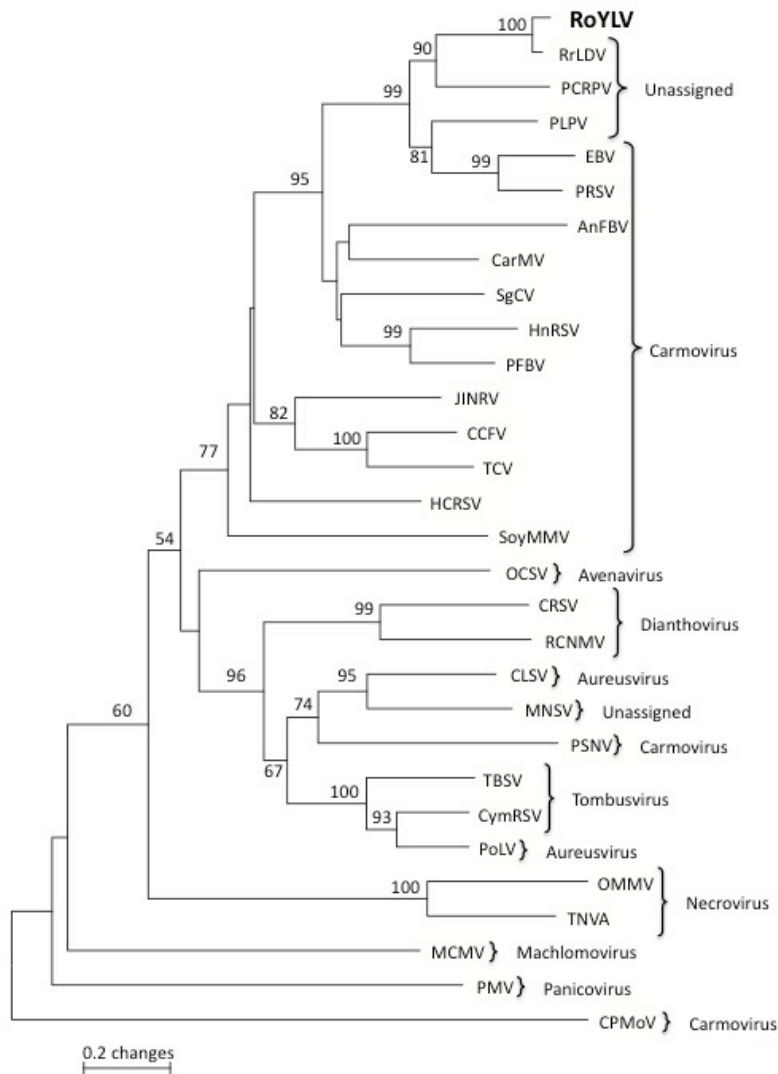 100 RoYLV
90 RrLDV
99 PCRPV Unassigned
PLPV
81 99 EBV
95 PRSV
AnFBV
CarMV
SgCV
99 HnRSV
PFBV Carmovirus
JINRV
82 CCFV
100 TCV
77
HCRSV
54 SoyMMV
OCSV } Avenavirus
99 CRSV
RCNMV Dianthovirus
96 95 CLSV } Aureusvirus
74 MNSV } Unassigned
60 PSNV } Carmovirus
67 TBSV
100 Tombusvirus
93 CymRSV
PoLV } Aureusvirus
100 OMMV
TNVA Necrovirus
MCMV } Machlomovirus
PMV } Panicovirus
CPMoV } Carmovirus
0.2 changes